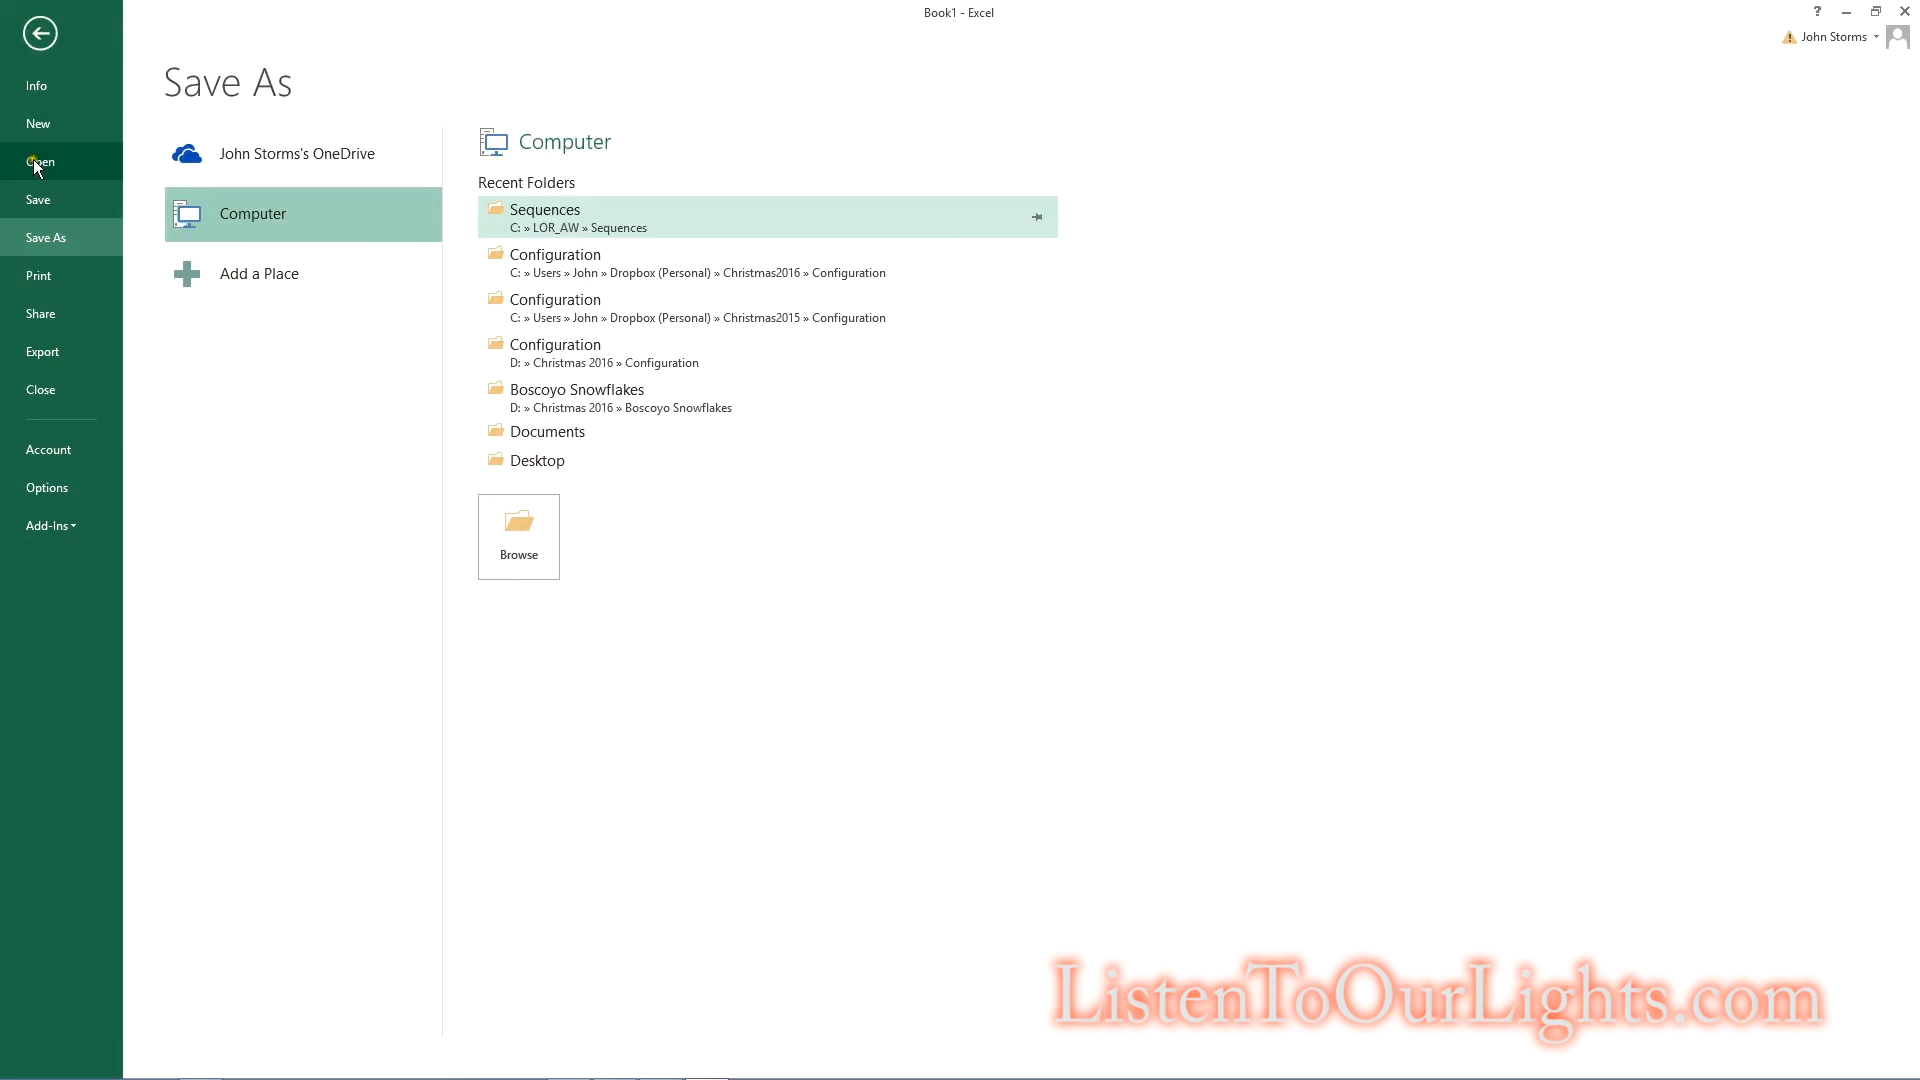 Book1 - Excel
?
John Storms
Info
New
Open
Save
Save As
Print
Share
Export
Close
Account
Options
Add-Ins
Save As
John Storms's OneDrive
Computer
Add a Place
Computer
Recent Folders
Sequences
C: » LOR_AW » Sequences
Configuration
C: » Users » John » Dropbox (Personal) » Christmas2016 » Configuration
Configuration
C: » Users » John » Dropbox (Personal) » Christmas2015 » Configuration
Configuration
D: » Christmas 2016 » Configuration
Boscoyo Snowflakes
D: » Christmas 2016 » Boscoyo Snowflakes
Documents
Desktop
Browse
ListenToOurLights.com